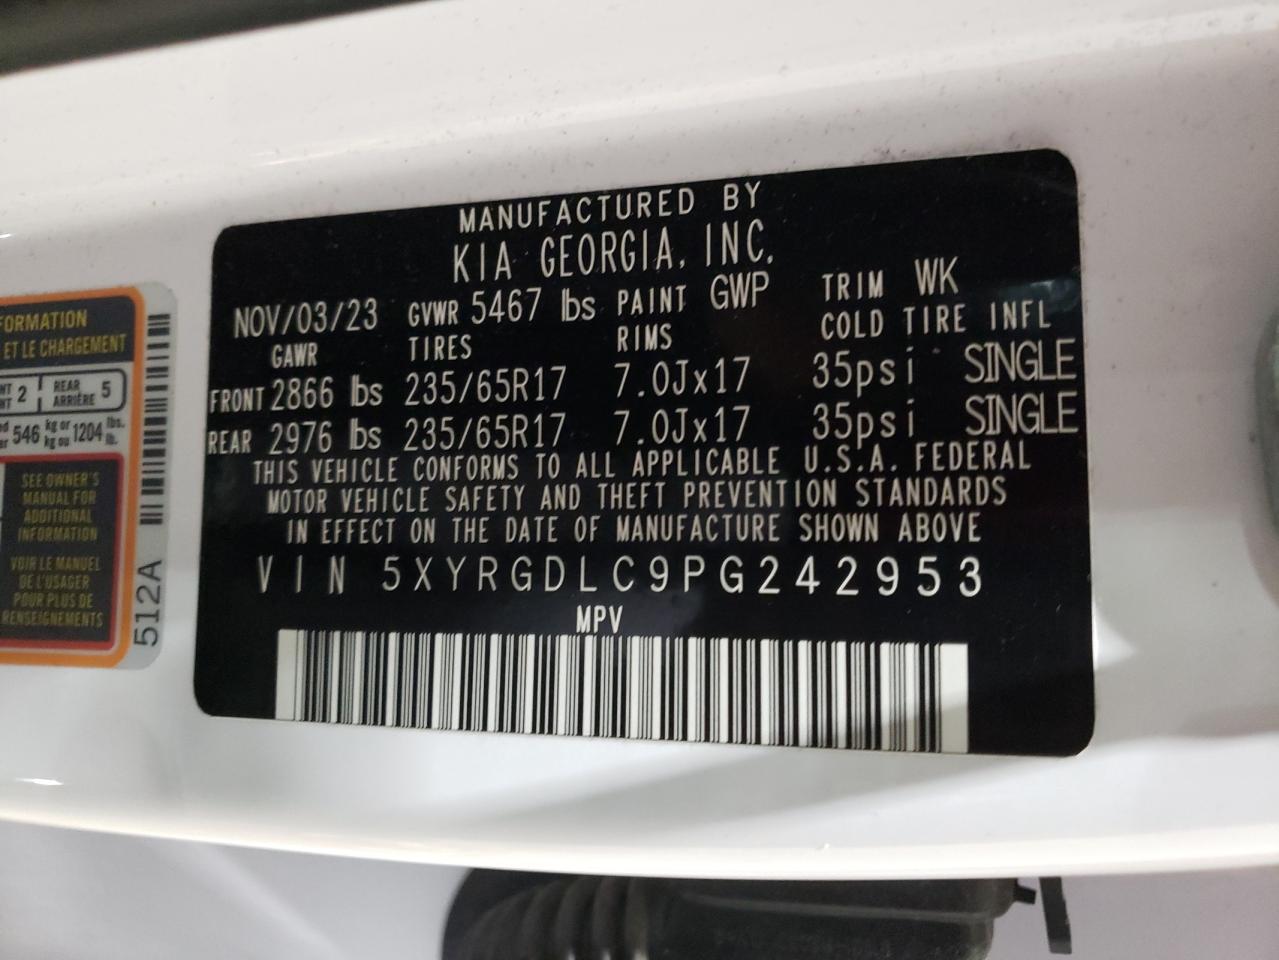 MANUFACTURED BY
KIA GEORGIA, INC.
NOV/03/23 GVWR 5467 lbs PAINT GWP TRIM WK
GAWR TIRES RIMS COLD TIRE INFL
FRONT 2866 lbs 235/65R17 7.0Jx17 35psi SINGLE
REAR 2976 lbs 235/65R17 7.0Jx17 35psi SINGLE
THIS VEHICLE CONFORMS TO ALL APPLICABLE U.S.A. FEDERAL
MOTOR VEHICLE SAFETY AND THEFT PREVENTION STANDARDS
IN EFFECT ON THE DATE OF MANUFACTURE SHOWN ABOVE
VIN 5XYRGDLC9PG242953
MPV
FORMATION
ET LE CHARGEMENT
2 REAR 5
ARRIÈRE
546 kg or 1204 lbs.
kg ou lb.
SEE OWNER'S
MANUAL FOR
ADDITIONAL
INFORMATION
VOIR LE MANUEL
DE L'USAGER
POUR PLUS DE
RENSEIGNEMENTS
512A